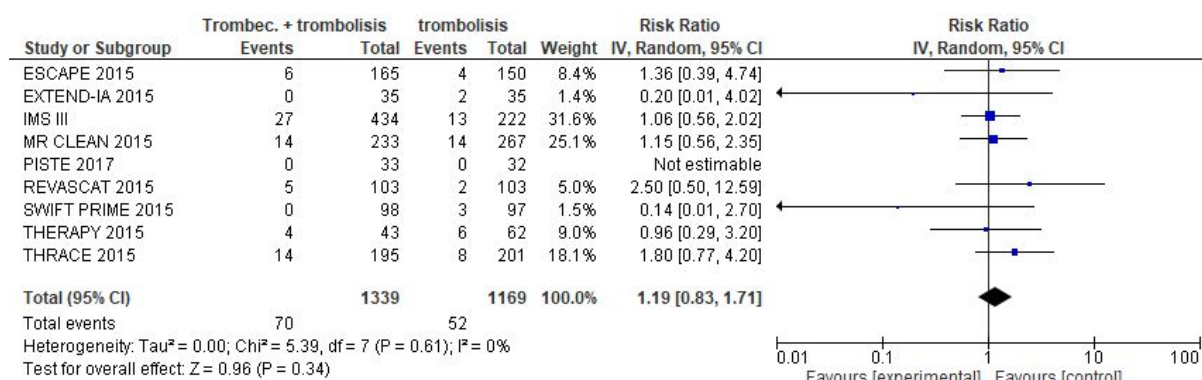 Trombec. + trombolisis trombolisis Risk Ratio Risk Ratio
Study or Subgroup Events Total Events Total Weight IV, Random, 95% CI IV, Random, 95% CI
ESCAPE 2015 6 165 4 150 8.4% 1.36 [0.39, 4.74]
EXTEND-IA 2015 0 35 2 35 1.4% 0.20 [0.01, 4.02]
IMS III 27 434 13 222 31.6% 1.06 [0.56, 2.02]
MR CLEAN 2015 14 233 14 267 25.1% 1.15 [0.56, 2.35]
PISTE 2017 0 33 0 32 Not estimable
REVASCAT 2015 5 103 2 103 5.0% 2.50 [0.50, 12.59]
SWIFT PRIME 2015 0 98 3 97 1.5% 0.14 [0.01, 2.70]
THERAPY 2015 4 43 6 62 9.0% 0.96 [0.29, 3.20]
THRACE 2015 14 195 8 201 18.1% 1.80 [0.77, 4.20]
Total (95% CI) 1339 1169 100.0% 1.19 [0.83, 1.71]
Total events 70 52
Heterogeneity: Tau² = 0.00; Chi² = 5.39, df = 7 (P = 0.61); I² = 0%
Test for overall effect: Z = 0.96 (P = 0.34)
0.01 0.1 1 10 100
Favours [experimental] Favours [control]